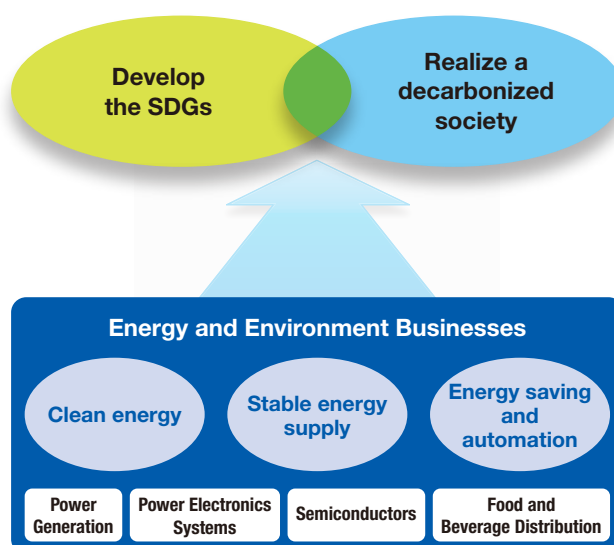 Develop
the SDGs
Realize a
decarbonized
society
Energy and Environment Businesses
Clean energy
Stable energy
supply
Energy saving
and
automation
Power
Generation
Power Electronics
Systems
Semiconductors
Food and
Beverage Distribution